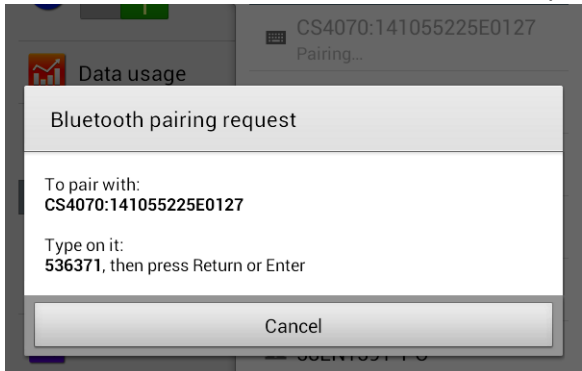 CS4070:141055225E0127
Pairing...
Data usage
Bluetooth pairing request
To pair with:
CS4070:141055225E0127
Type on it:
536371, then press Return or Enter
Cancel